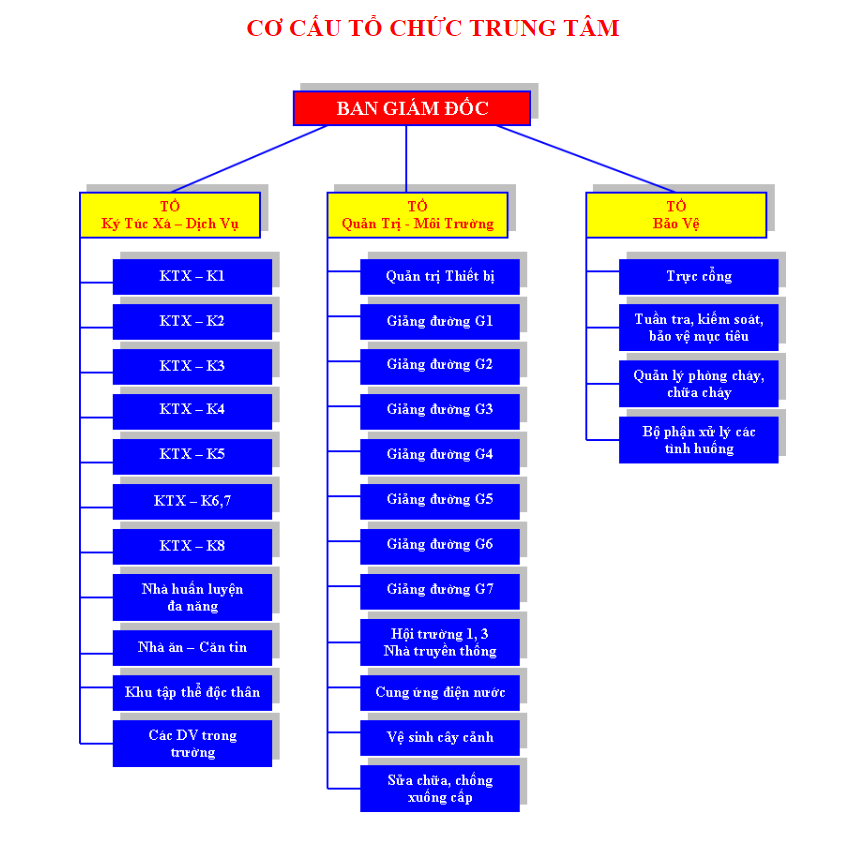 CƠ CẤU TỔ CHỨC TRUNG TÂM
BAN GIÁM ĐỐC
TỔ
Ký Túc Xá – Dịch Vụ
KTX – K1
KTX – K2
KTX – K3
KTX – K4
KTX – K5
KTX – K6,7
KTX – K8
Nhà huấn luyện
đa năng
Nhà ăn – Căn tin
Khu tập thể độc thân
Các DV trong
trường
TỔ
Quản Trị - Môi Trường
Quản trị Thiết bị
Giảng đường G1
Giảng đường G2
Giảng đường G3
Giảng đường G4
Giảng đường G5
Giảng đường G6
Giảng đường G7
Hội trường 1, 3
Nhà truyền thống
Cung ứng điện nước
Vệ sinh cây cảnh
Sửa chữa, chống
xuống cấp
TỔ
Bảo Vệ
Trực cổng
Tuần tra, kiểm soát,
bảo vệ mục tiêu
Quản lý phòng cháy,
chữa cháy
Bộ phận xử lý các
tình huống